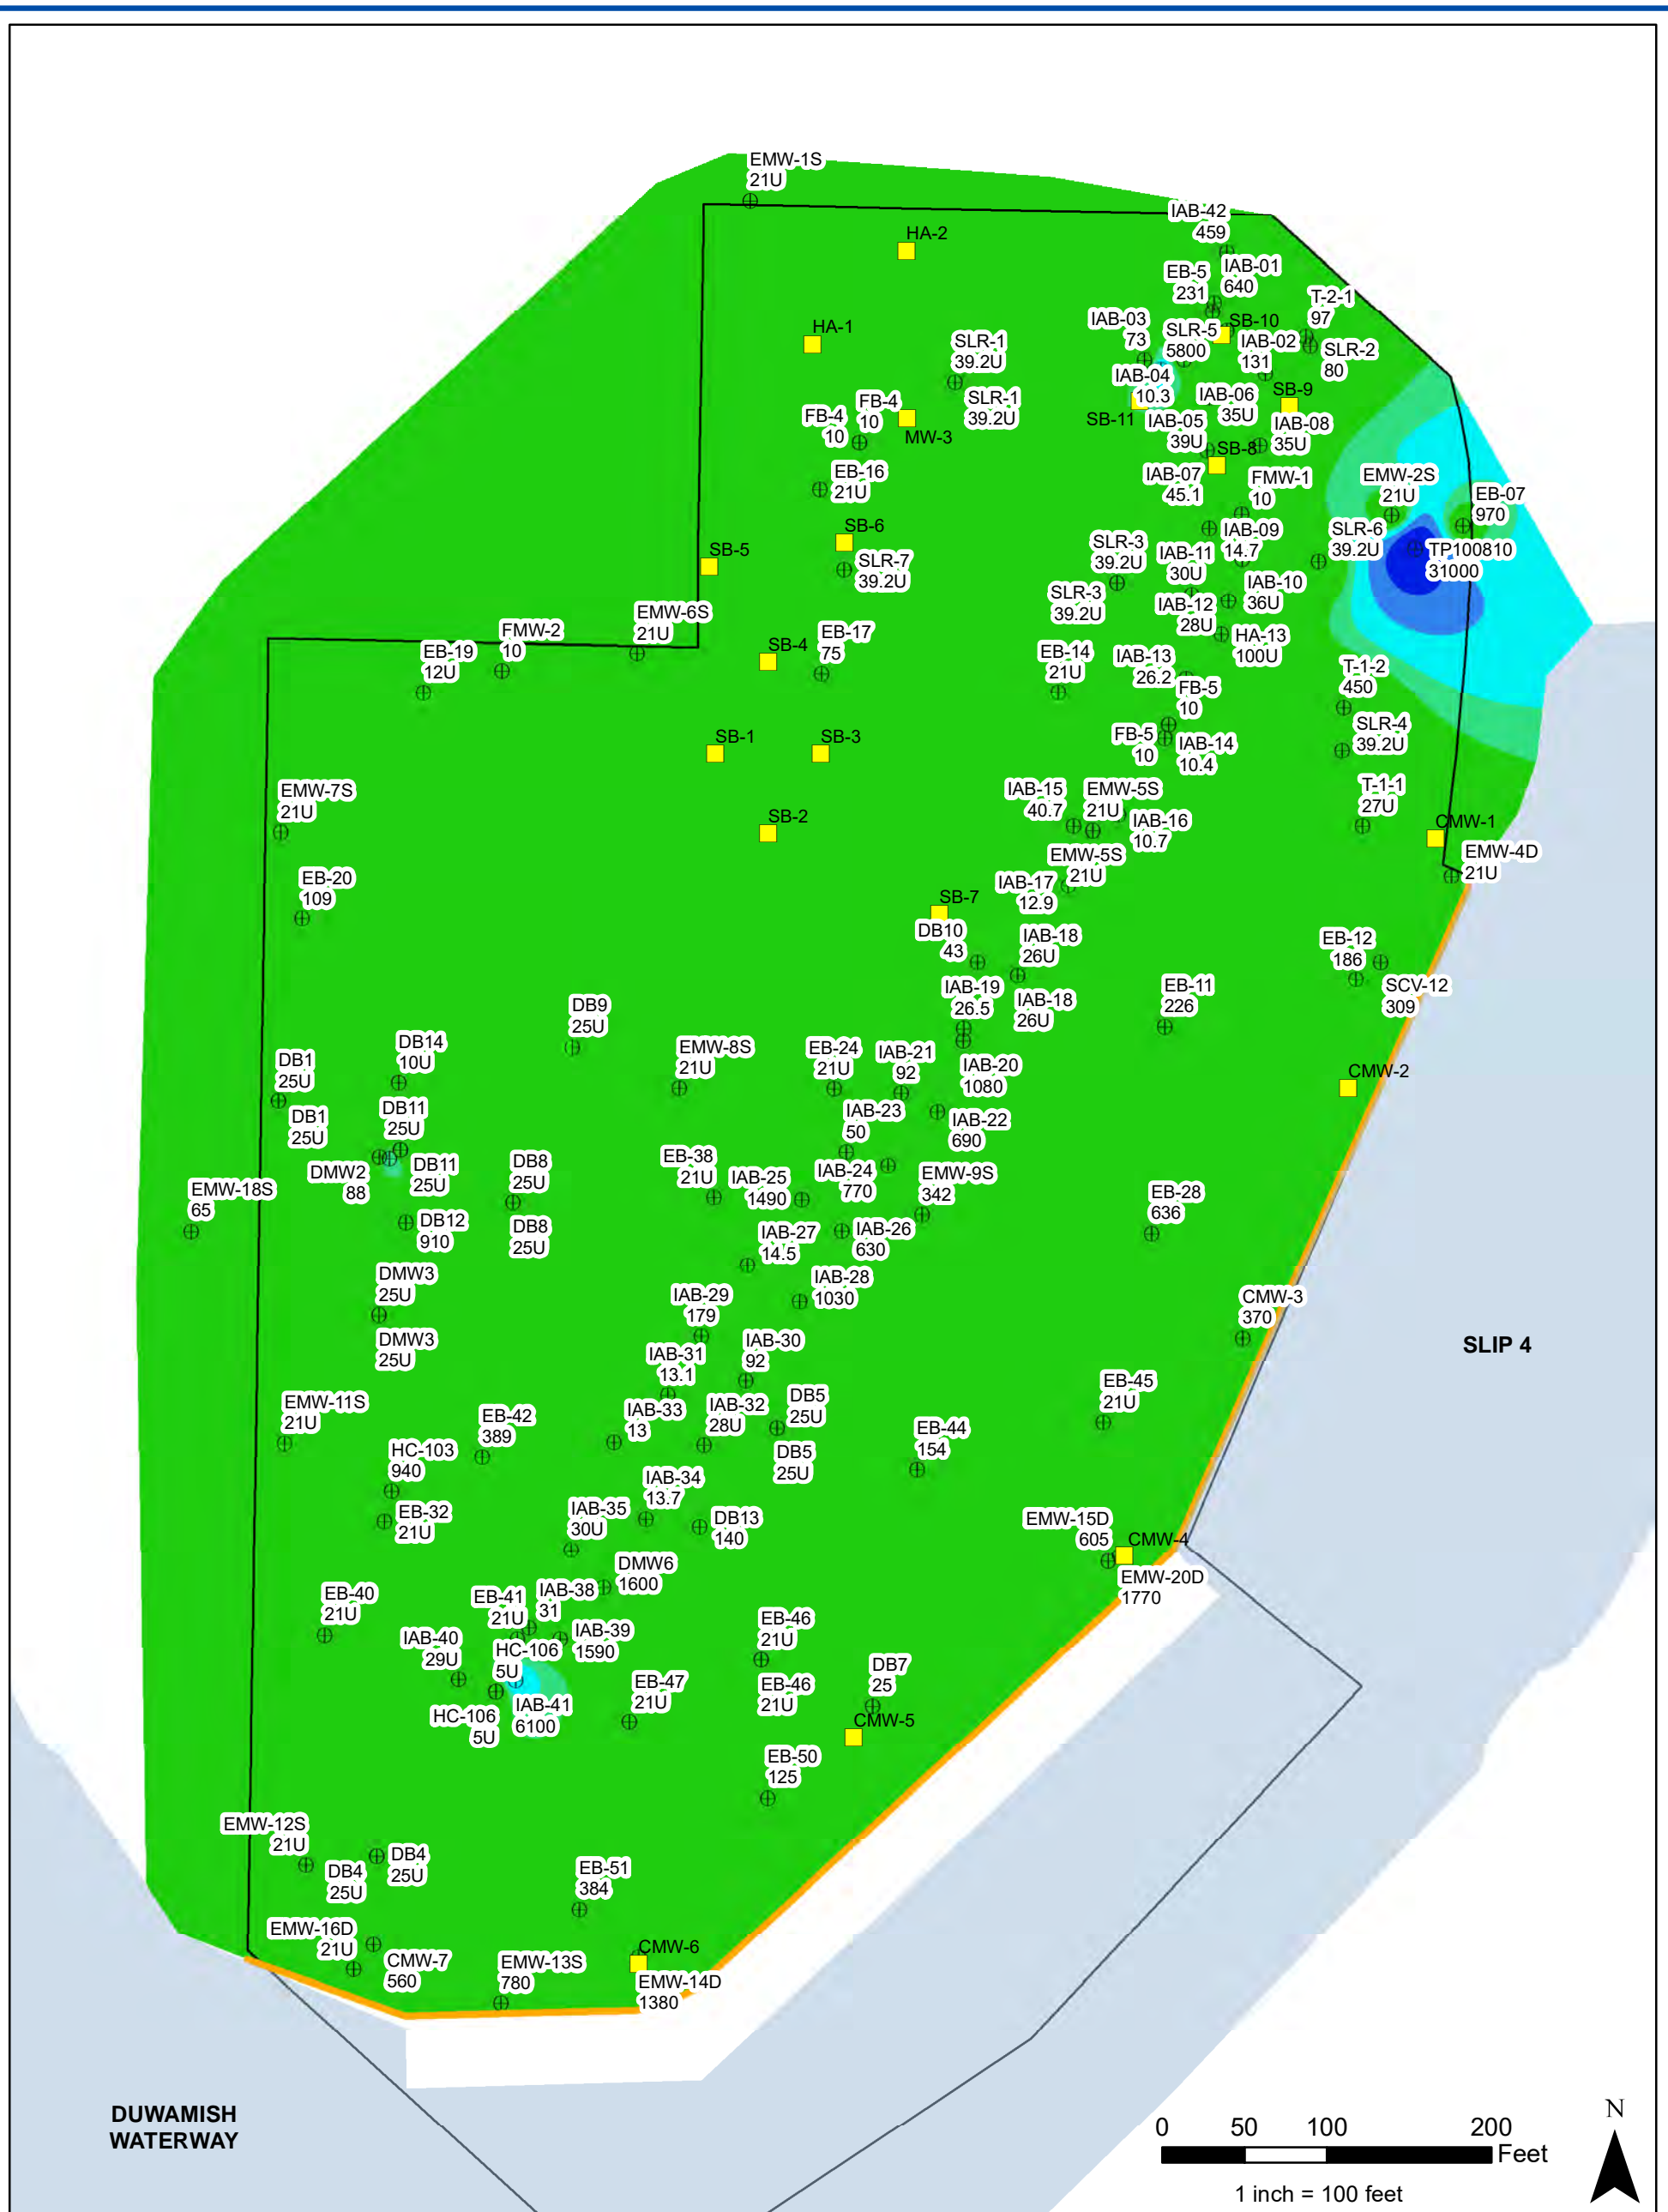 EMW-1S
21U
HA-2
IAB-42
459
EB-5
231
IAB-01
640
T-2-1
97
HA-1
IAB-03
73
SLR-5
5800
SB-10
IAB-02
131
SLR-2
80
SLR-1
39.2U
IAB-04
10.3
SB-9
SLR-1
39.2U
FB-4
10
FB-4
10
MW-3
SB-11
IAB-06
35U
IAB-05
39U
IAB-08
35U
SB-8
EB-16
21U
IAB-07
45.1
FMW-1
10
EMW-2S
21U
EB-07
970
SB-6
SB-5
SLR-7
39.2U
SLR-3
39.2U
IAB-11
30U
IAB-09
14.7
SLR-6
39.2U
TP100810
31000
SLR-3
39.2U
IAB-12
28U
IAB-10
36U
HA-13
100U
EMW-6S
21U
FMW-2
10
EB-19
12U
SB-4
EB-17
75
EB-14
21U
IAB-13
26.2
FB-5
10
T-1-2
450
SB-1
SB-3
FB-5
10
IAB-14
10.4
SLR-4
39.2U
EMW-7S
21U
SB-2
IAB-15
40.7
EMW-5S
21U
IAB-16
10.7
T-1-1
27U
CMW-1
EMW-4D
21U
EMW-5S
21U
EB-20
109
IAB-17
12.9
SB-7
DB10
43
IAB-18
26U
EB-12
186
SCV-12
309
IAB-19
26.5
IAB-18
26U
EB-11
226
DB9
25U
DB14
10U
EMW-8S
21U
EB-24
21U
IAB-21
92
IAB-20
1080
CMW-2
DB1
25U
DB1
25U
DB11
25U
IAB-23
50
IAB-22
690
DMW2
88
DB11
25U
DB8
25U
EB-38
21U
IAB-25
1490
IAB-24
770
EMW-9S
342
EMW-18S
65
EB-28
636
DB12
910
DB8
25U
IAB-27
14.5
IAB-26
630
DMW3
25U
IAB-28
1030
IAB-29
179
CMW-3
370
DMW3
25U
IAB-30
92
SLIP 4
IAB-31
13.1
EB-45
21U
EMW-11S
21U
EB-42
389
IAB-33
13
IAB-32
28U
DB5
25U
EB-44
154
HC-103
940
DB5
25U
IAB-34
13.7
EB-32
21U
IAB-35
30U
DB13
140
EMW-15D
605
CMW-4
EMW-20D
1770
DMW6
1600
EB-40
21U
EB-41
21U
IAB-38
31
EB-46
21U
IAB-40
29U
HC-106
5U
IAB-39
1590
DB7
25
EB-47
21U
EB-46
21U
HC-106
5U
IAB-41
6100
CMW-5
EB-50
125
EMW-12S
21U
DB4
25U
DB4
25U
EB-51
384
EMW-16D
21U
CMW-7
560
EMW-13S
780
CMW-6
EMW-14D
1380
DUWAMISH
WATERWAY
0 50 100 200
Feet
1 inch = 100 feet
N